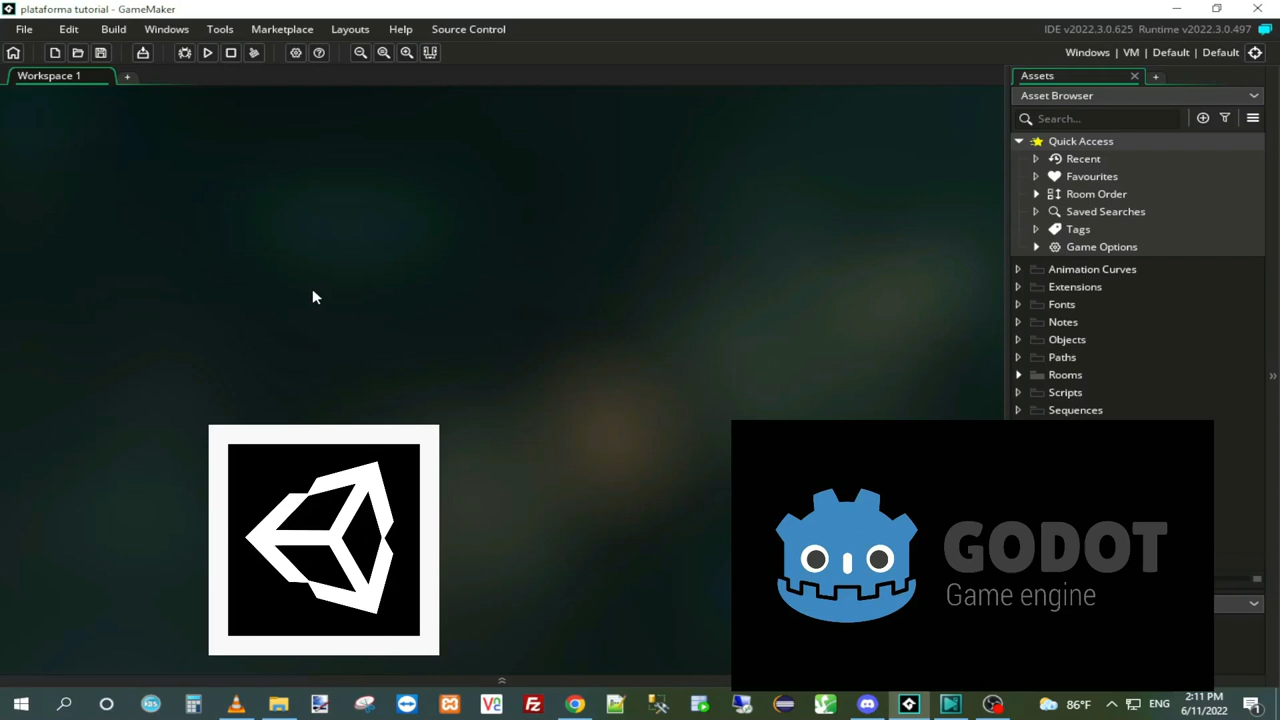 plataforma tutorial - GameMaker
File Edit Build Windows Tools Marketplace Layouts Help Source Control
IDE v2022.3.0.625 Runtime v2022.3.0.497
Windows | VM | Default | Default
Workspace 1
Assets
Asset Browser
Search...
Quick Access
Recent
Favourites
Room Order
Saved Searches
Tags
Game Options
Animation Curves
Extensions
Fonts
Notes
Objects
Paths
Rooms
Scripts
Sequences
GODOT
Game engine
86°F
ENG
2:11 PM
6/11/2022